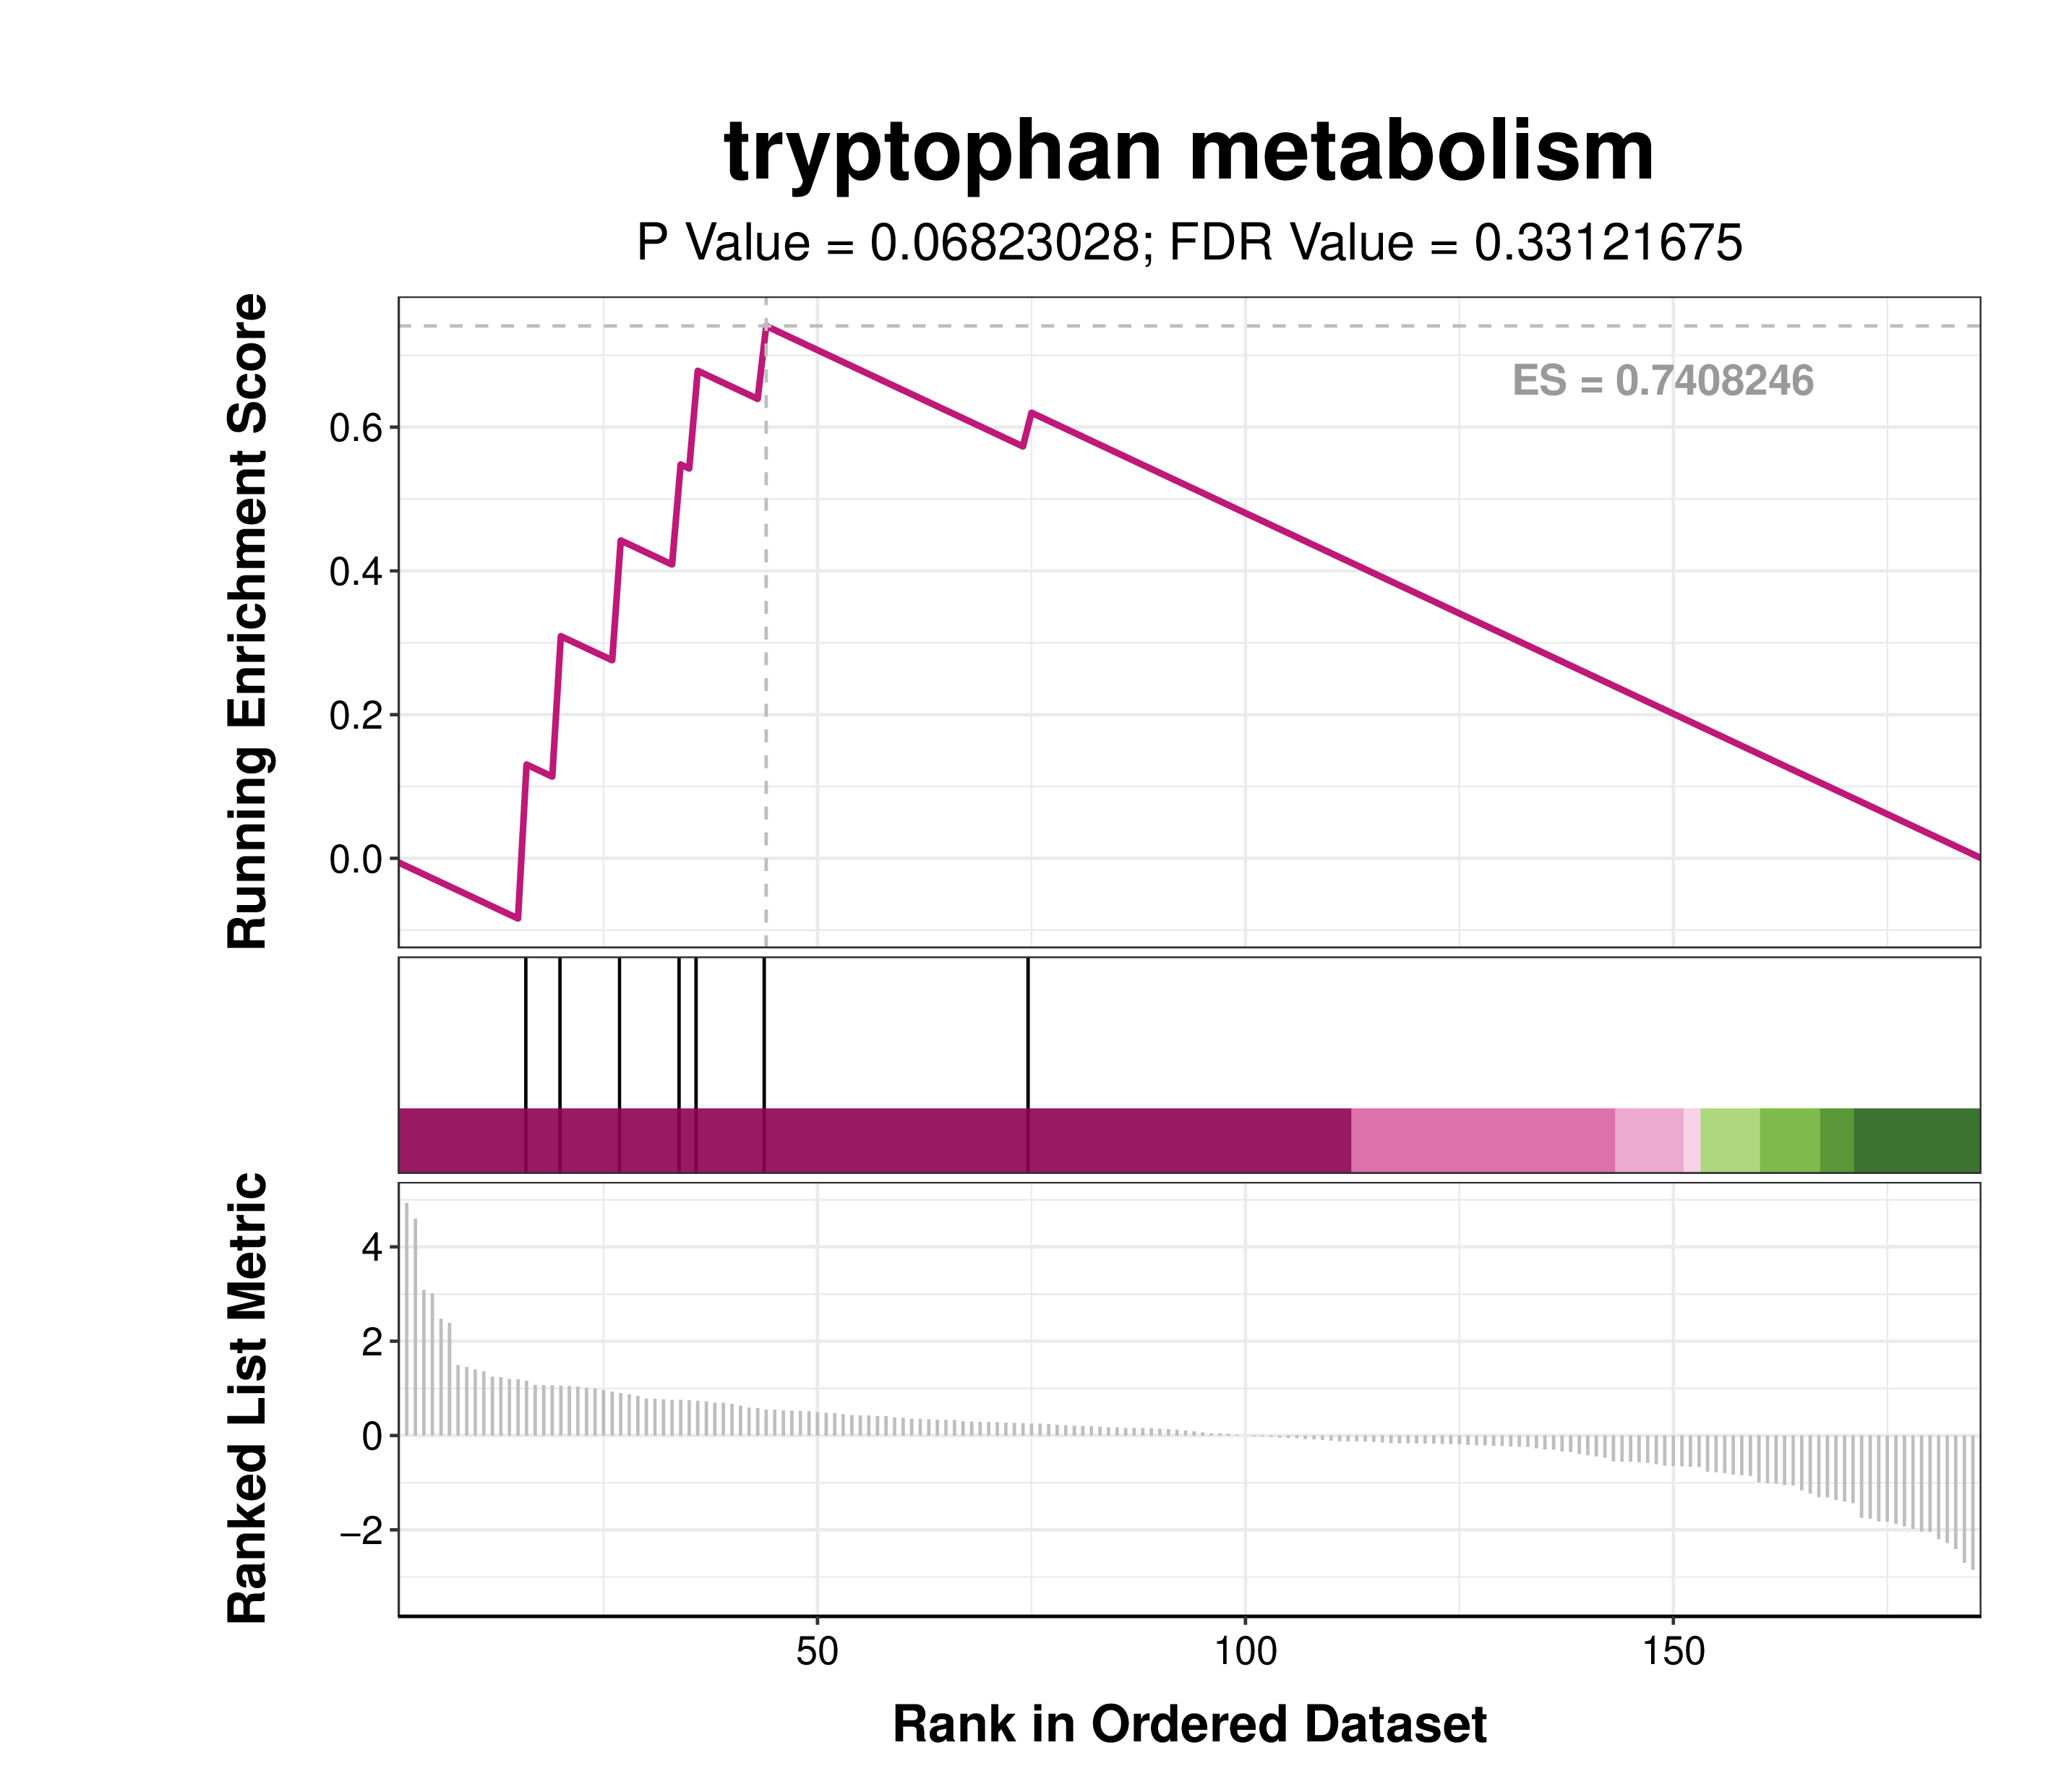 tryptophan metabolism
P Value = 0.06823028; FDR Value = 0.33121675
Running Enrichment Score
0.6
0.4
0.2
0.0
ES = 0.7408246
Ranked List Metric
4
2
0
−2
50 100 150
Rank in Ordered Dataset